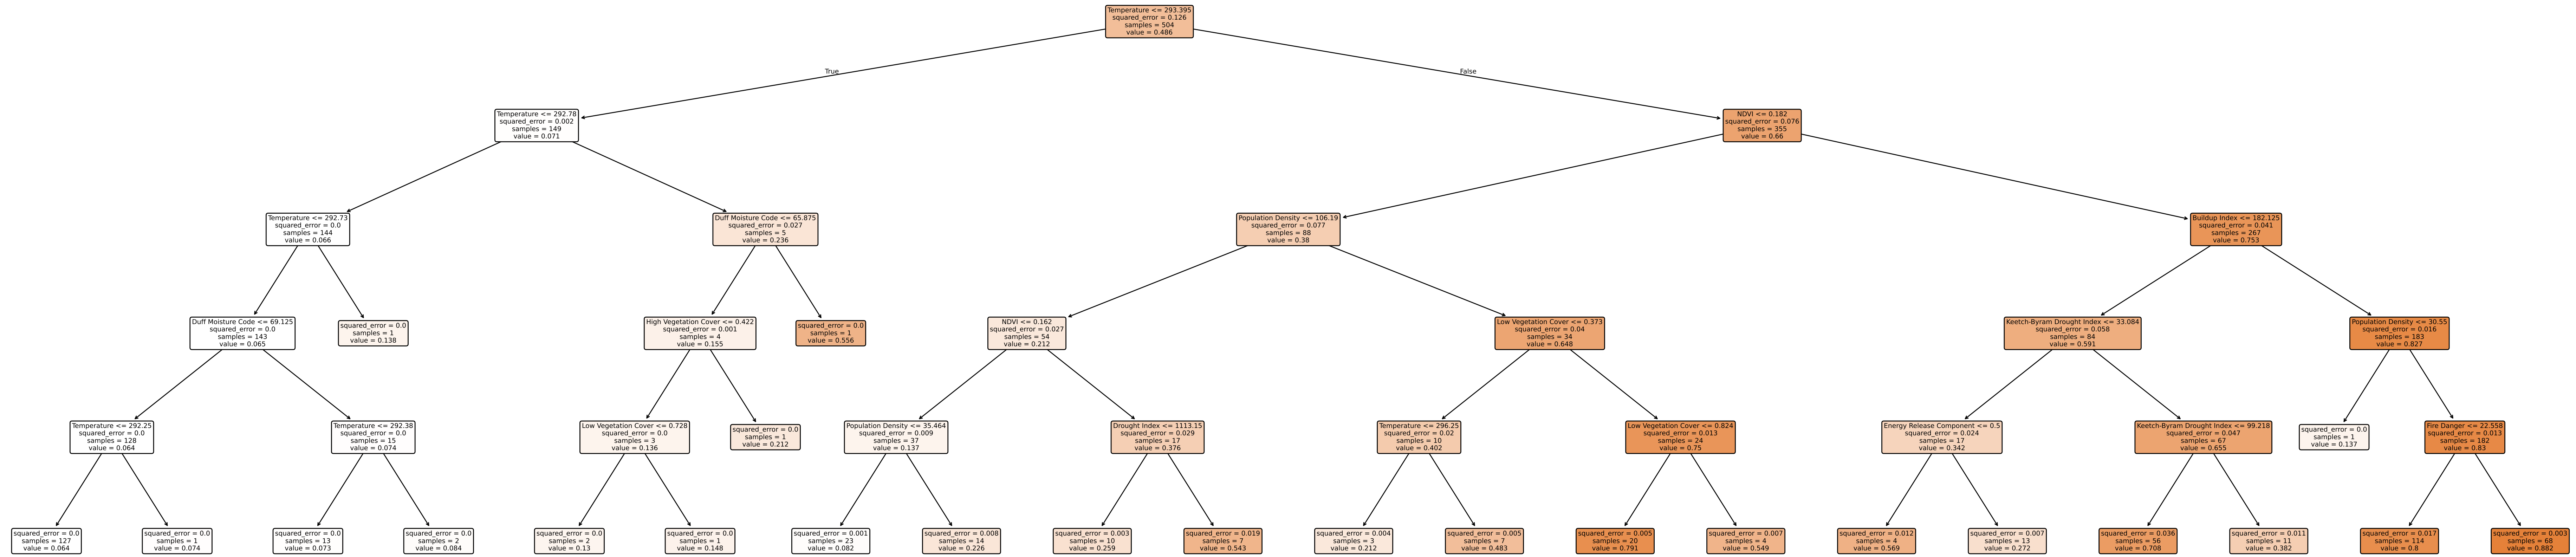 Temperature <= 293.395
squared_error = 0.126
samples = 504
value = 0.486
True
False
Temperature <= 292.78
squared_error = 0.002
samples = 149
value = 0.071
NDVI <= 0.182
squared_error = 0.076
samples = 355
value = 0.66
Temperature <= 292.73
squared_error = 0.0
samples = 144
value = 0.066
Duff Moisture Code <= 65.875
squared_error = 0.027
samples = 5
value = 0.236
Population Density <= 106.19
squared_error = 0.077
samples = 88
value = 0.38
Buildup Index <= 182.125
squared_error = 0.041
samples = 267
value = 0.753
Duff Moisture Code <= 69.125
squared_error = 0.0
samples = 143
value = 0.065
squared_error = 0.0
samples = 1
value = 0.138
High Vegetation Cover <= 0.422
squared_error = 0.001
samples = 4
value = 0.155
squared_error = 0.0
samples = 1
value = 0.556
NDVI <= 0.162
squared_error = 0.027
samples = 54
value = 0.212
Low Vegetation Cover <= 0.373
squared_error = 0.04
samples = 34
value = 0.648
Keetch-Byram Drought Index <= 33.084
squared_error = 0.058
samples = 84
value = 0.591
Population Density <= 30.55
squared_error = 0.016
samples = 183
value = 0.827
Temperature <= 292.25
squared_error = 0.0
samples = 128
value = 0.064
Temperature <= 292.38
squared_error = 0.0
samples = 15
value = 0.074
Low Vegetation Cover <= 0.728
squared_error = 0.0
samples = 3
value = 0.136
squared_error = 0.0
samples = 1
value = 0.212
Population Density <= 35.464
squared_error = 0.009
samples = 37
value = 0.137
Drought Index <= 1113.15
squared_error = 0.029
samples = 17
value = 0.376
Temperature <= 296.25
squared_error = 0.02
samples = 10
value = 0.402
Low Vegetation Cover <= 0.824
squared_error = 0.013
samples = 24
value = 0.75
Energy Release Component <= 0.5
squared_error = 0.024
samples = 17
value = 0.342
Keetch-Byram Drought Index <= 99.218
squared_error = 0.047
samples = 67
value = 0.655
squared_error = 0.0
samples = 1
value = 0.137
Fire Danger <= 22.558
squared_error = 0.013
samples = 182
value = 0.83
squared_error = 0.0
samples = 127
value = 0.064
squared_error = 0.0
samples = 1
value = 0.074
squared_error = 0.0
samples = 13
value = 0.073
squared_error = 0.0
samples = 2
value = 0.084
squared_error = 0.0
samples = 2
value = 0.13
squared_error = 0.0
samples = 1
value = 0.148
squared_error = 0.001
samples = 23
value = 0.082
squared_error = 0.008
samples = 14
value = 0.226
squared_error = 0.003
samples = 10
value = 0.259
squared_error = 0.019
samples = 7
value = 0.543
squared_error = 0.004
samples = 3
value = 0.212
squared_error = 0.005
samples = 7
value = 0.483
squared_error = 0.005
samples = 20
value = 0.791
squared_error = 0.007
samples = 4
value = 0.549
squared_error = 0.012
samples = 4
value = 0.569
squared_error = 0.007
samples = 13
value = 0.272
squared_error = 0.036
samples = 56
value = 0.708
squared_error = 0.011
samples = 11
value = 0.382
squared_error = 0.017
samples = 114
value = 0.8
squared_error = 0.003
samples = 68
value = 0.882